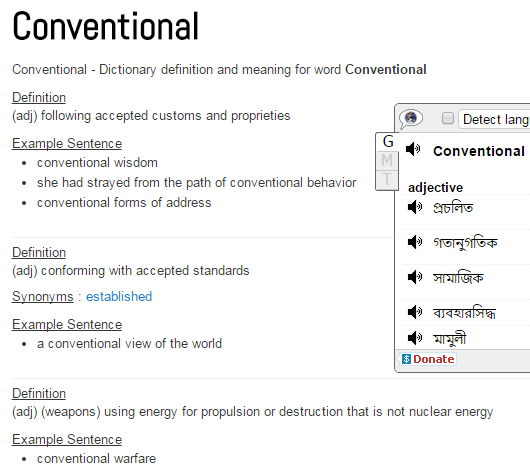 Conventional
Conventional - Dictionary definition and meaning for word Conventional
Definition
(adj) following accepted customs and proprieties
Example Sentence
conventional wisdom
she had strayed from the path of conventional behavior
conventional forms of address
Definition
(adj) conforming with accepted standards
Synonyms : established
Example Sentence
a conventional view of the world
Definition
(adj) (weapons) using energy for propulsion or destruction that is not nuclear energy
Example Sentence
conventional warfare
Detect lang
G
M
T
Conventional
adjective
প্রচলিত
গতানুগতিক
সামাজিক
ব্যবহারসিদ্ধ
মামুলী
$ Donate